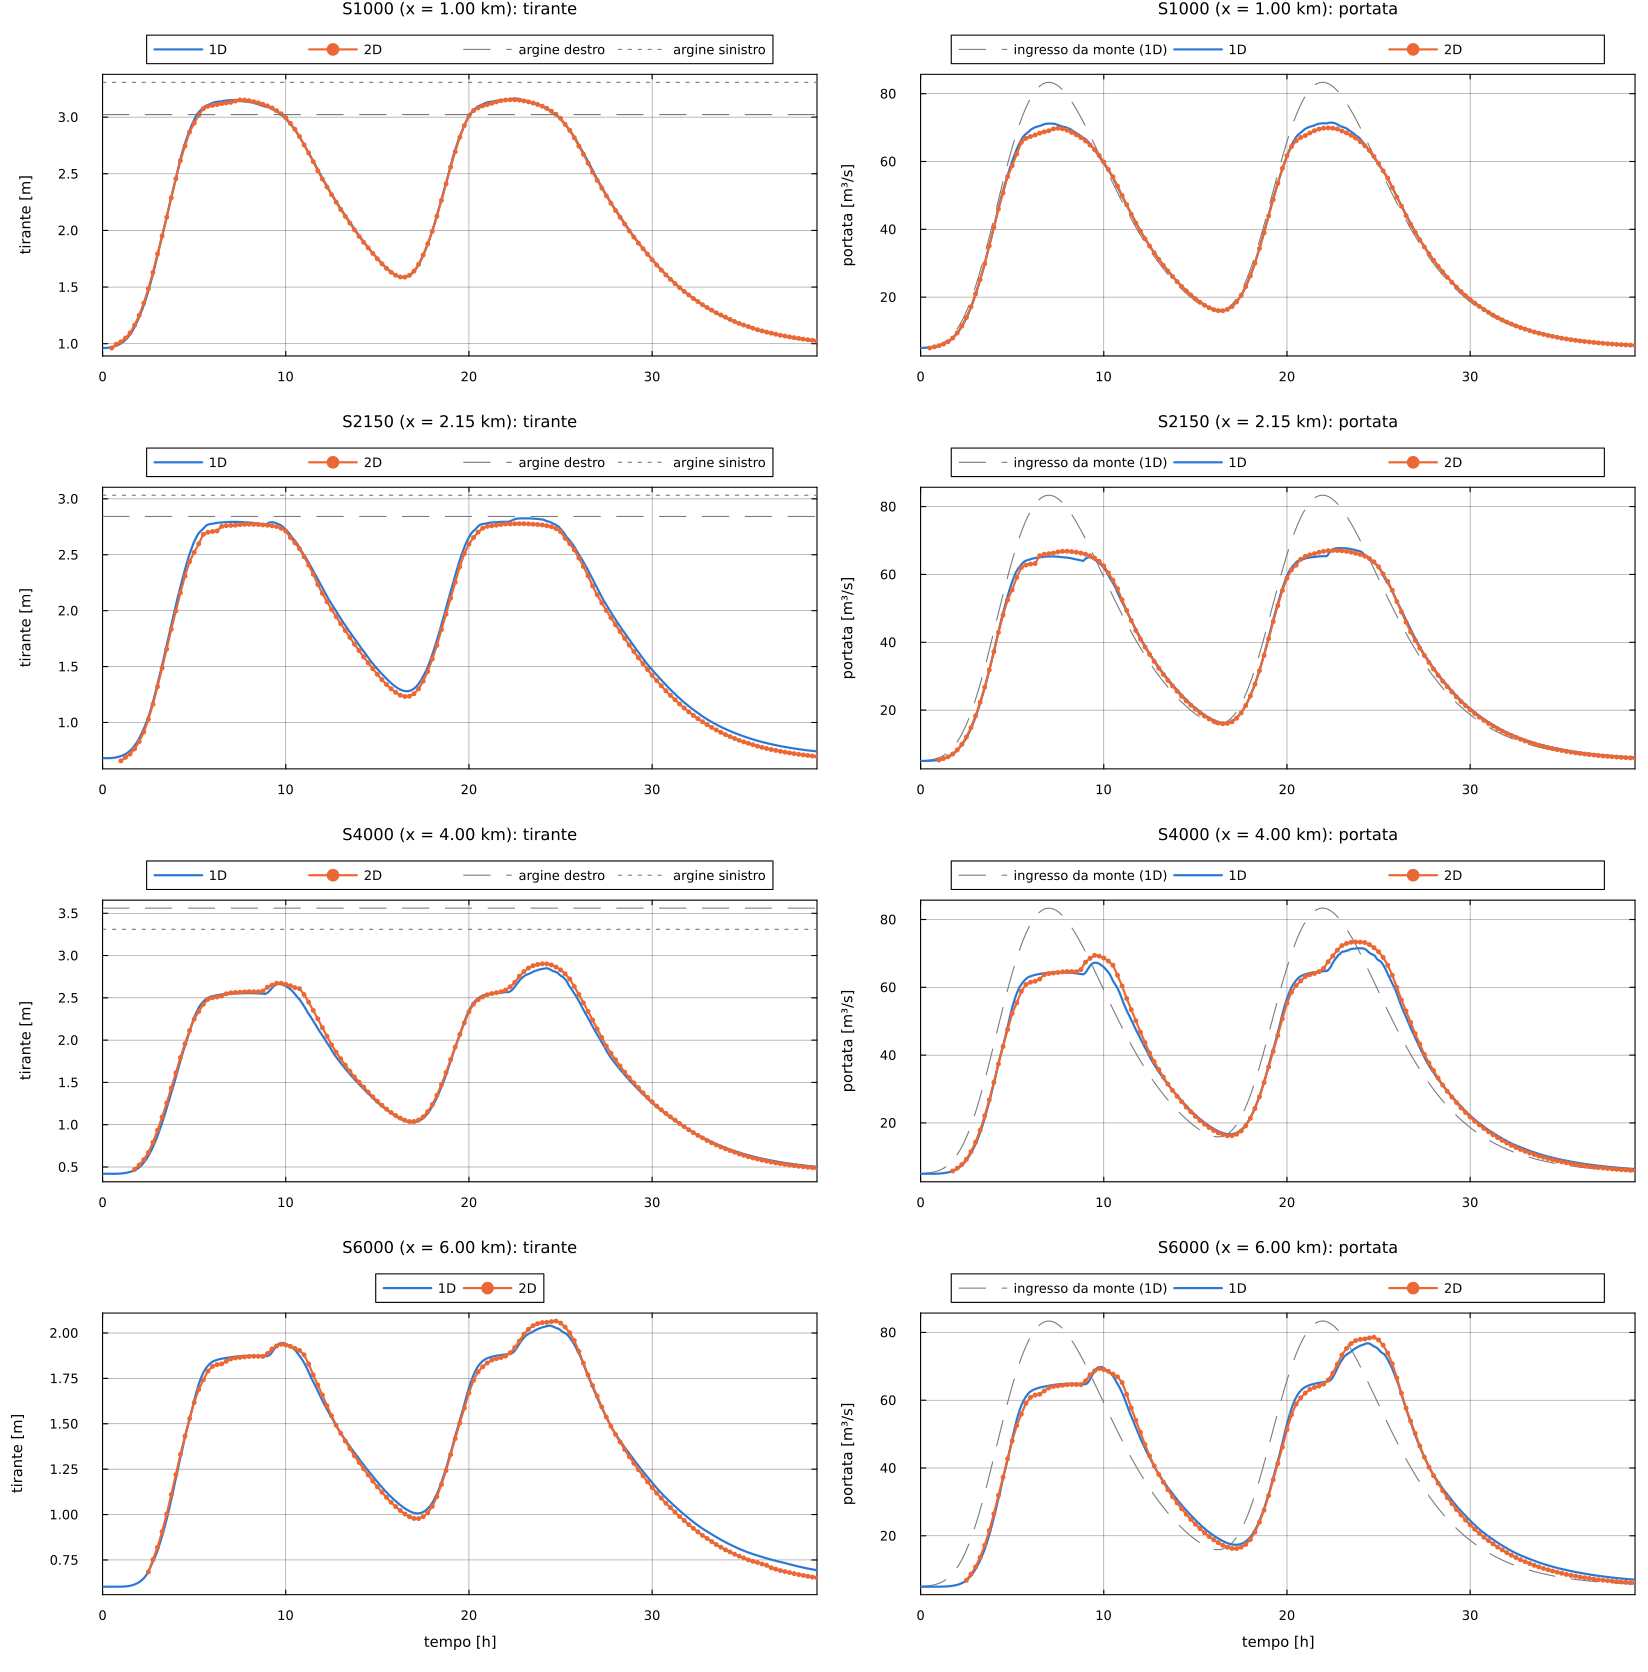 S1000 (x = 1.00 km): tirante
1D 2D argine destro argine sinistro
tirante [m]
3.0
2.5
2.0
1.5
1.0
0 10 20 30
S1000 (x = 1.00 km): portata
ingresso da monte (1D) 1D 2D
portata [m³/s]
80
60
40
20
0 10 20 30
S2150 (x = 2.15 km): tirante
1D 2D argine destro argine sinistro
tirante [m]
3.0
2.5
2.0
1.5
1.0
0 10 20 30
S2150 (x = 2.15 km): portata
ingresso da monte (1D) 1D 2D
portata [m³/s]
80
60
40
20
0 10 20 30
S4000 (x = 4.00 km): tirante
1D 2D argine destro argine sinistro
tirante [m]
3.5
3.0
2.5
2.0
1.5
1.0
0.5
0 10 20 30
S4000 (x = 4.00 km): portata
ingresso da monte (1D) 1D 2D
portata [m³/s]
80
60
40
20
0 10 20 30
S6000 (x = 6.00 km): tirante
1D 2D
tirante [m]
2.00
1.75
1.50
1.25
1.00
0.75
0 10 20 30
tempo [h]
S6000 (x = 6.00 km): portata
ingresso da monte (1D) 1D 2D
portata [m³/s]
80
60
40
20
0 10 20 30
tempo [h]